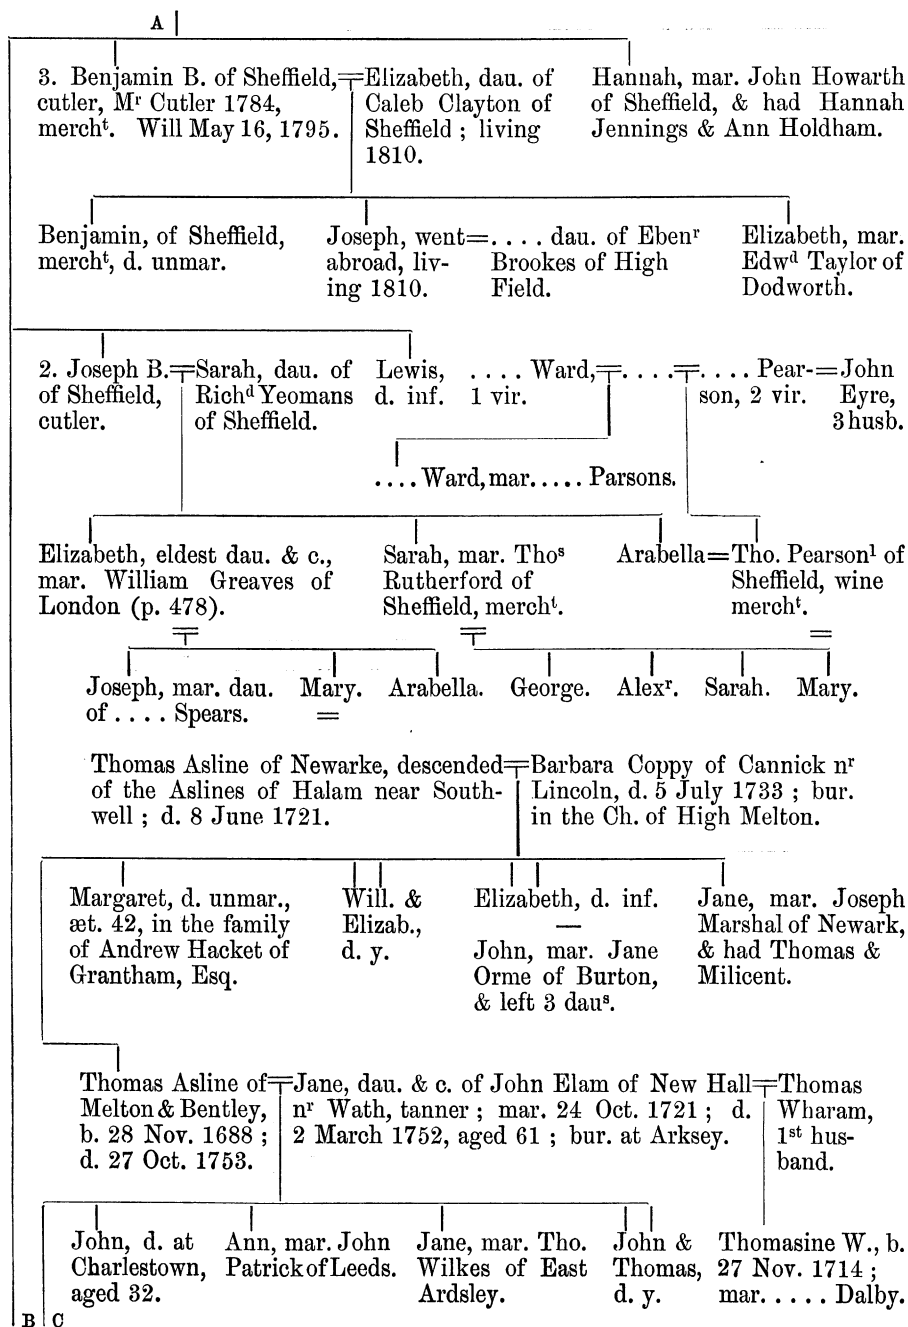 A
3. Benjamin B. of Sheffield,
cutler, Mʳ Cutler 1784,
merchᵗ. Will May 16, 1795.
Elizabeth, dau. of
Caleb Clayton of
Sheffield ; living
1810.
Hannah, mar. John Howarth
of Sheffield, & had Hannah
Jennings & Ann Holdham.
Benjamin, of Sheffield,
merchᵗ, d. unmar.
Joseph, went
abroad, liv-
ing 1810.
= . . . . dau. of Ebenʳ
Brookes of High
Field.
Elizabeth, mar.
Edwᵈ Taylor of
Dodworth.
2. Joseph B.
of Sheffield,
cutler.
Sarah, dau. of
Richᵈ Yeomans
of Sheffield.
Lewis,
d. inf.
. . . . Ward,
1 vir.
. . . .
. . . . Pear-
son, 2 vir.
=John
Eyre,
3 husb.
. . . . Ward, mar. . . . . Parsons.
Elizabeth, eldest dau. & c.,
mar. William Greaves of
London (p. 478).
Sarah, mar. Thoˢ
Rutherford of
Sheffield, merchᵗ.
Arabella=Tho. Pearson¹ of
Sheffield, wine
merchᵗ.
=
Joseph, mar. dau.
of . . . . Spears.
Mary.
=
Arabella.
George.
Alexʳ.
Sarah.
Mary.
Thomas Asline of Newarke, descended
of the Aslines of Halam near South-
well ; d. 8 June 1721.
Barbara Coppy of Cannick nʳ
Lincoln, d. 5 July 1733 ; bur.
in the Ch. of High Melton.
Margaret, d. unmar.,
æt. 42, in the family
of Andrew Hacket of
Grantham, Esq.
Will. &
Elizab.,
d. y.
Elizabeth, d. inf.
—
John, mar. Jane
Orme of Burton,
& left 3 dauˢ.
Jane, mar. Joseph
Marshal of Newark,
& had Thomas &
Milicent.
Thomas Asline of
Melton & Bentley,
b. 28 Nov. 1688 ;
d. 27 Oct. 1753.
Jane, dau. & c. of John Elam of New Hall
nʳ Wath, tanner ; mar. 24 Oct. 1721 ; d.
2 March 1752, aged 61 ; bur. at Arksey.
Thomas
Wharam,
1ˢᵗ hus-
band.
John, d. at
Charlestown,
aged 32.
Ann, mar. John
Patrick of Leeds.
Jane, mar. Tho.
Wilkes of East
Ardsley.
John &
Thomas,
d. y.
Thomasine W., b.
27 Nov. 1714 ;
mar. . . . . Dalby.
B C